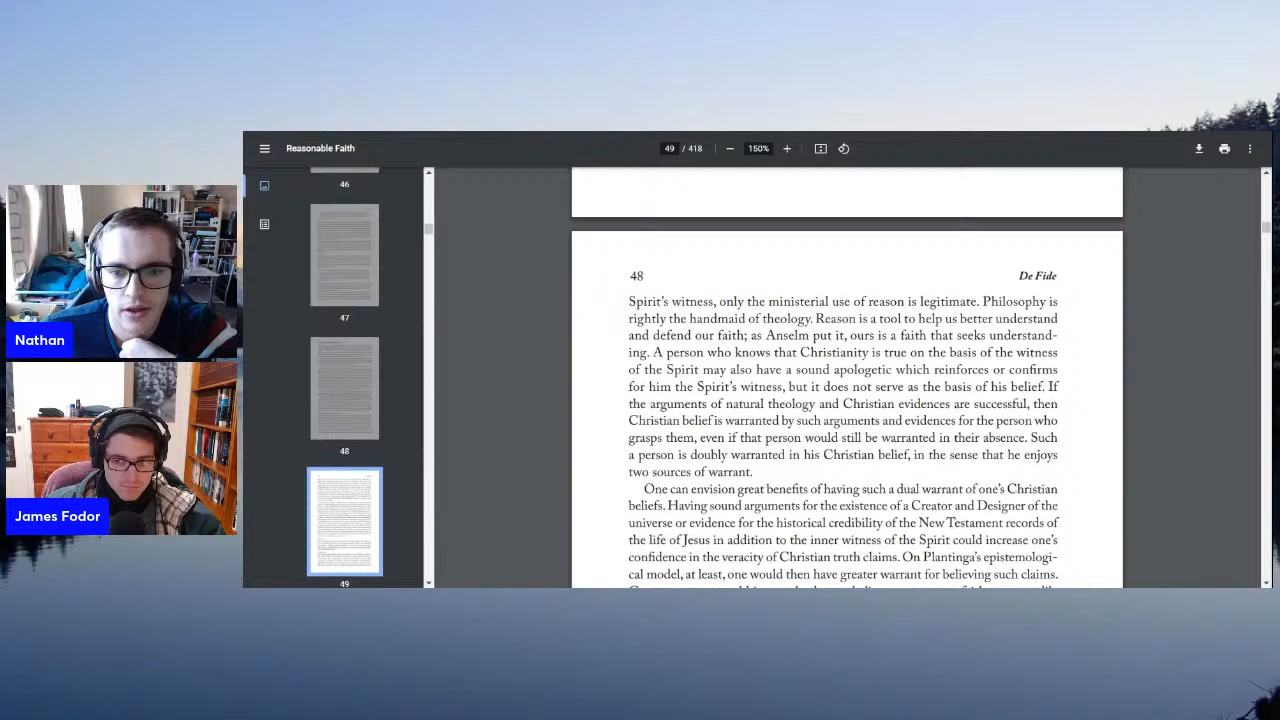 Reasonable Faith
49 / 418
150%
46
47
48
49
Nathan
James Fodor
48
De Fide
Spirit's witness, only the ministerial use of reason is legitimate. Philosophy is
rightly the handmaid of theology. Reason is a tool to help us better understand
and defend our faith; as Anselm put it, ours is a faith that seeks understand-
ing. A person who knows that Christianity is true on the basis of the witness
of the Spirit may also have a sound apologetic which reinforces or confirms
for him the Spirit's witness, but it does not serve as the basis of his belief. If
the arguments of natural theology and Christian evidences are successful, then
Christian belief is warranted by such arguments and evidences for the person who
grasps them, even if that person would still be warranted in their absence. Such
a person is doubly warranted in his Christian belief, in the sense that he enjoys
two sources of warrant.
One can envision great benefits of having such a dual warrant of one's Christian
beliefs. Having sound arguments for the existence of a Creator and Designer of the
universe or evidence for the historical credibility of the New Testament records of
the life of Jesus in addition to the inner witness of the Spirit could increase one's
confidence in the veracity of Christian truth claims. On Plantinga's epistemologi-
cal model, at least, one would then have greater warrant for believing such claims.